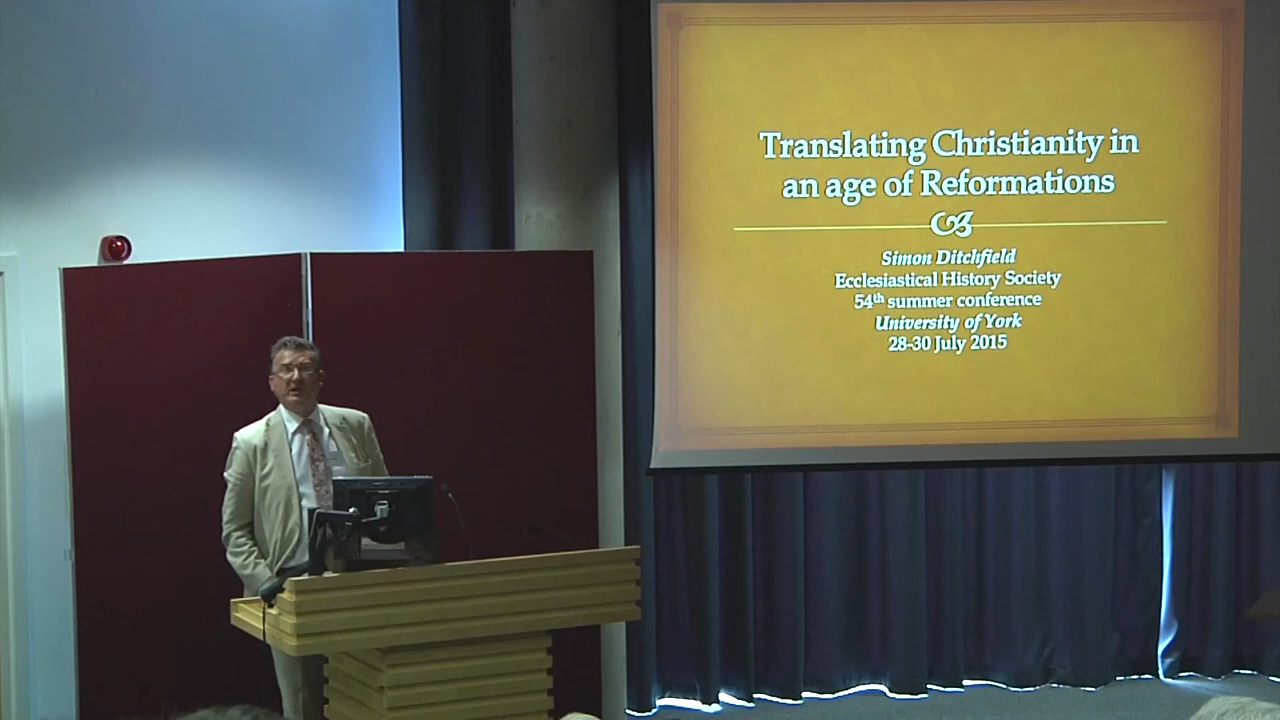 Translating Christianity in
an age of Reformations
Simon Ditchfield
Ecclesiastical History Society
54th summer conference
University of York
28-30 July 2015